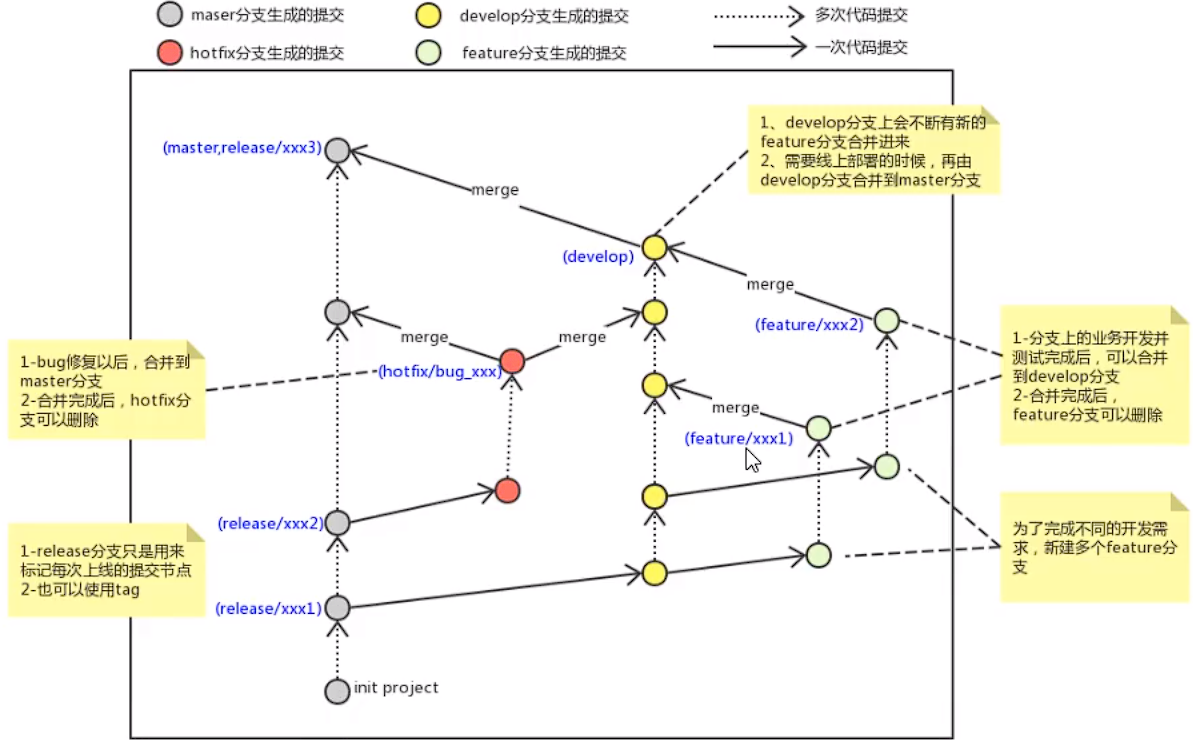 maser分支生成的提交
develop分支生成的提交
多次代码提交
hotfix分支生成的提交
feature分支生成的提交
一次代码提交
1、develop分支上会不断有新的
feature分支合并进来
2、需要线上部署的时候，再由
develop分支合并到master分支
(master,release/xxx3)
merge
(develop)
merge
(feature/xxx2)
merge
merge
1-分支上的业务开发并
测试完成后，可以合并
到develop分支
2-合并完成后，
feature分支可以删除
1-bug修复以后，合并到
master分支
2-合并完成后，hotfix分
支可以删除
(hotfix/bug_xxx)
merge
(feature/xxx1)
(release/xxx2)
为了完成不同的开发需
求，新建多个feature分
支
1-release分支只是用来
标记每次上线的提交节点
2-也可以使用tag
(release/xxx1)
init project